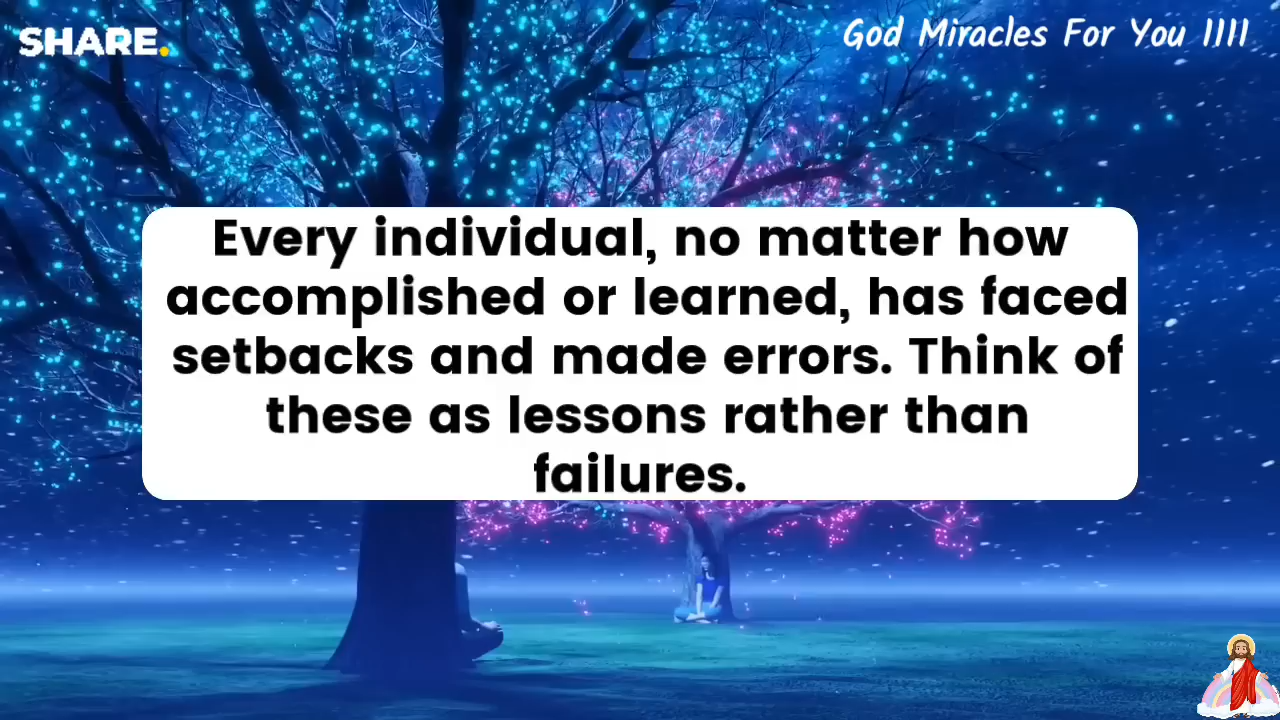 SHARE.
God Miracles For You 1111
Every individual, no matter how
accomplished or learned, has faced
setbacks and made errors. Think of
these as lessons rather than
failures.